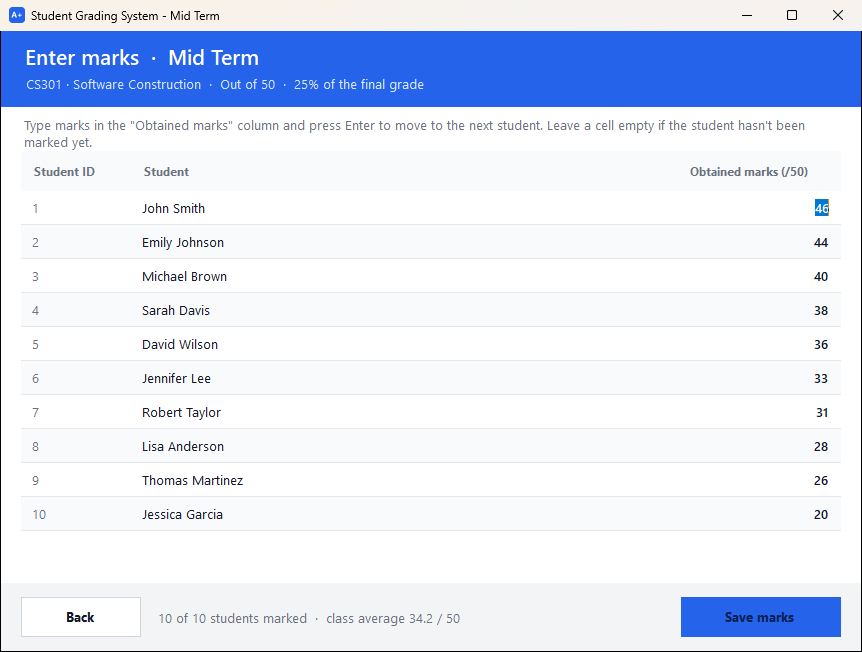 A+ Student Grading System - Mid Term
Enter marks · Mid Term
CS301 · Software Construction · Out of 50 · 25% of the final grade
Type marks in the "Obtained marks" column and press Enter to move to the next student. Leave a cell empty if the student hasn't been
marked yet.
Student ID Student Obtained marks (/50)
1 John Smith 46
2 Emily Johnson 44
3 Michael Brown 40
4 Sarah Davis 38
5 David Wilson 36
6 Jennifer Lee 33
7 Robert Taylor 31
8 Lisa Anderson 28
9 Thomas Martinez 26
10 Jessica Garcia 20
Back 10 of 10 students marked · class average 34.2 / 50 Save marks